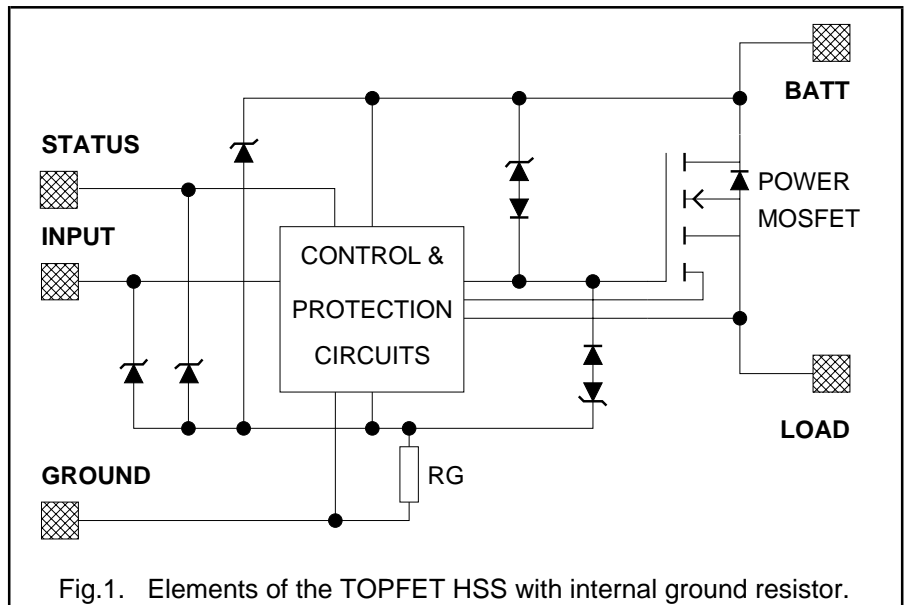 BATT
STATUS
POWER
MOSFET
INPUT
CONTROL &
PROTECTION
CIRCUITS
LOAD
GROUND
RG
Fig.1. Elements of the TOPFET HSS with internal ground resistor.